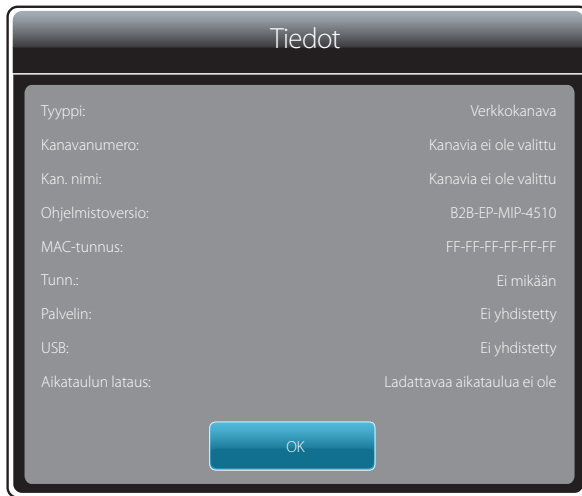 Tiedot
Tyyppi: Verkkokanava
Kanavanumero: Kanavia ei ole valittu
Kan. nimi: Kanavia ei ole valittu
Ohjelmistoversio: B2B-EP-MIP-4510
MAC-tunnus: FF-FF-FF-FF-FF-FF
Tunn.: Ei mikään
Palvelin: Ei yhdistetty
USB: Ei yhdistetty
Aikataulun lataus: Ladattavaa aikataulua ei ole
OK